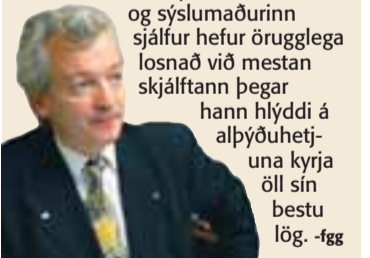 og sýslumaðurinn
sjálfur hefur örugglega
losnað við mestan
skjálftann þegar
hann hlýddi á
alþýðuhetj-
una kyrja
öll sín
bestu
lög. -fgg